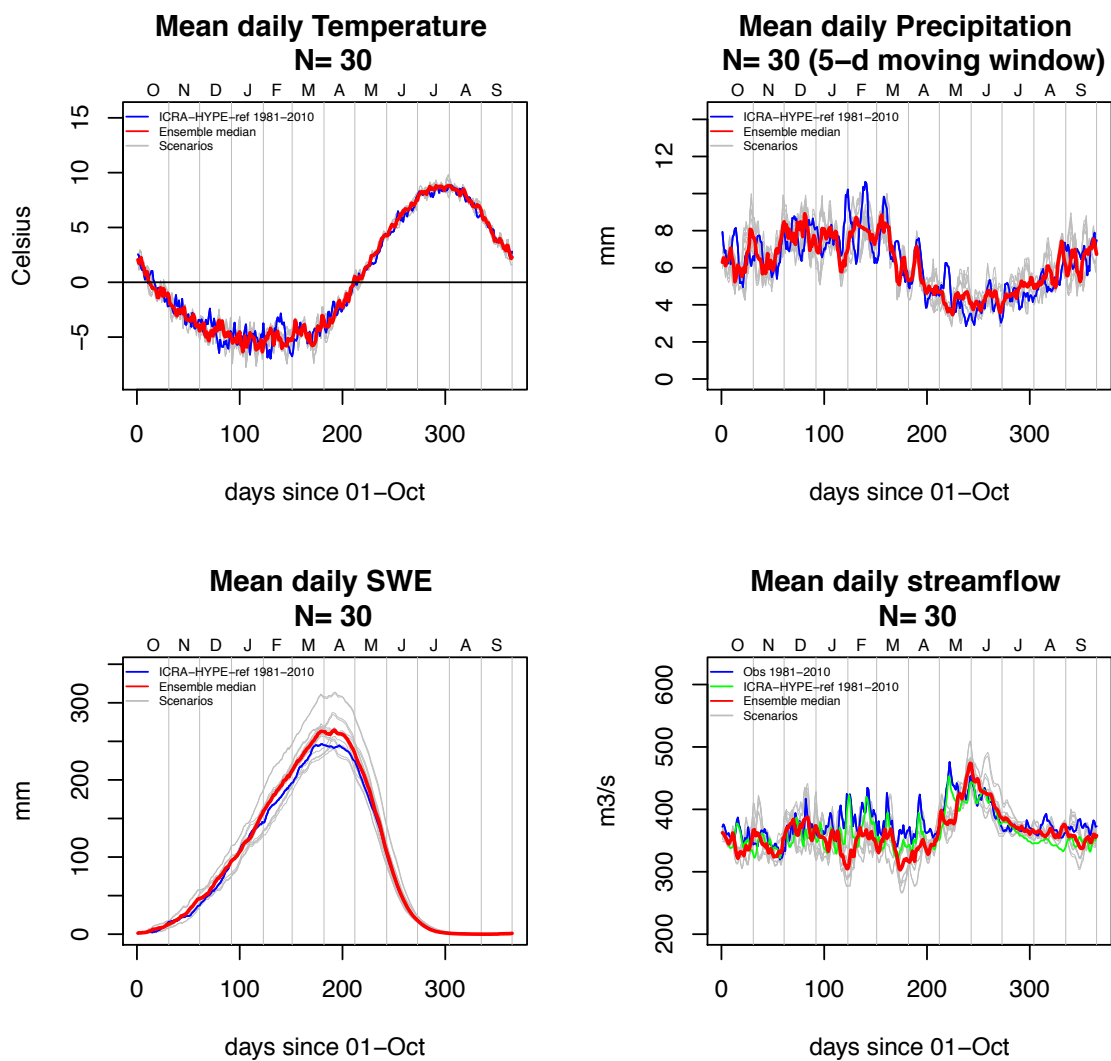 Mean daily Temperature
N= 30
O N D J F M A M J J A S
ICRA−HYPE−ref 1981−2010
Ensemble median
Scenarios
Celsius
15
10
5
0
−5
0 100 200 300
days since 01−Oct
Mean daily Precipitation
N= 30 (5−d moving window)
O N D J F M A M J J A S
ICRA−HYPE−ref 1981−2010
Ensemble median
Scenarios
mm
12
8
6
4
2
0
0 100 200 300
days since 01−Oct
Mean daily SWE
N= 30
O N D J F M A M J J A S
ICRA−HYPE−ref 1981−2010
Ensemble median
Scenarios
mm
300
200
100
0
0 100 200 300
days since 01−Oct
Mean daily streamflow
N= 30
O N D J F M A M J J A S
Obs 1981−2010
ICRA−HYPE−ref 1981−2010
Ensemble median
Scenarios
m3/s
600
500
400
300
200
0 100 200 300
days since 01−Oct